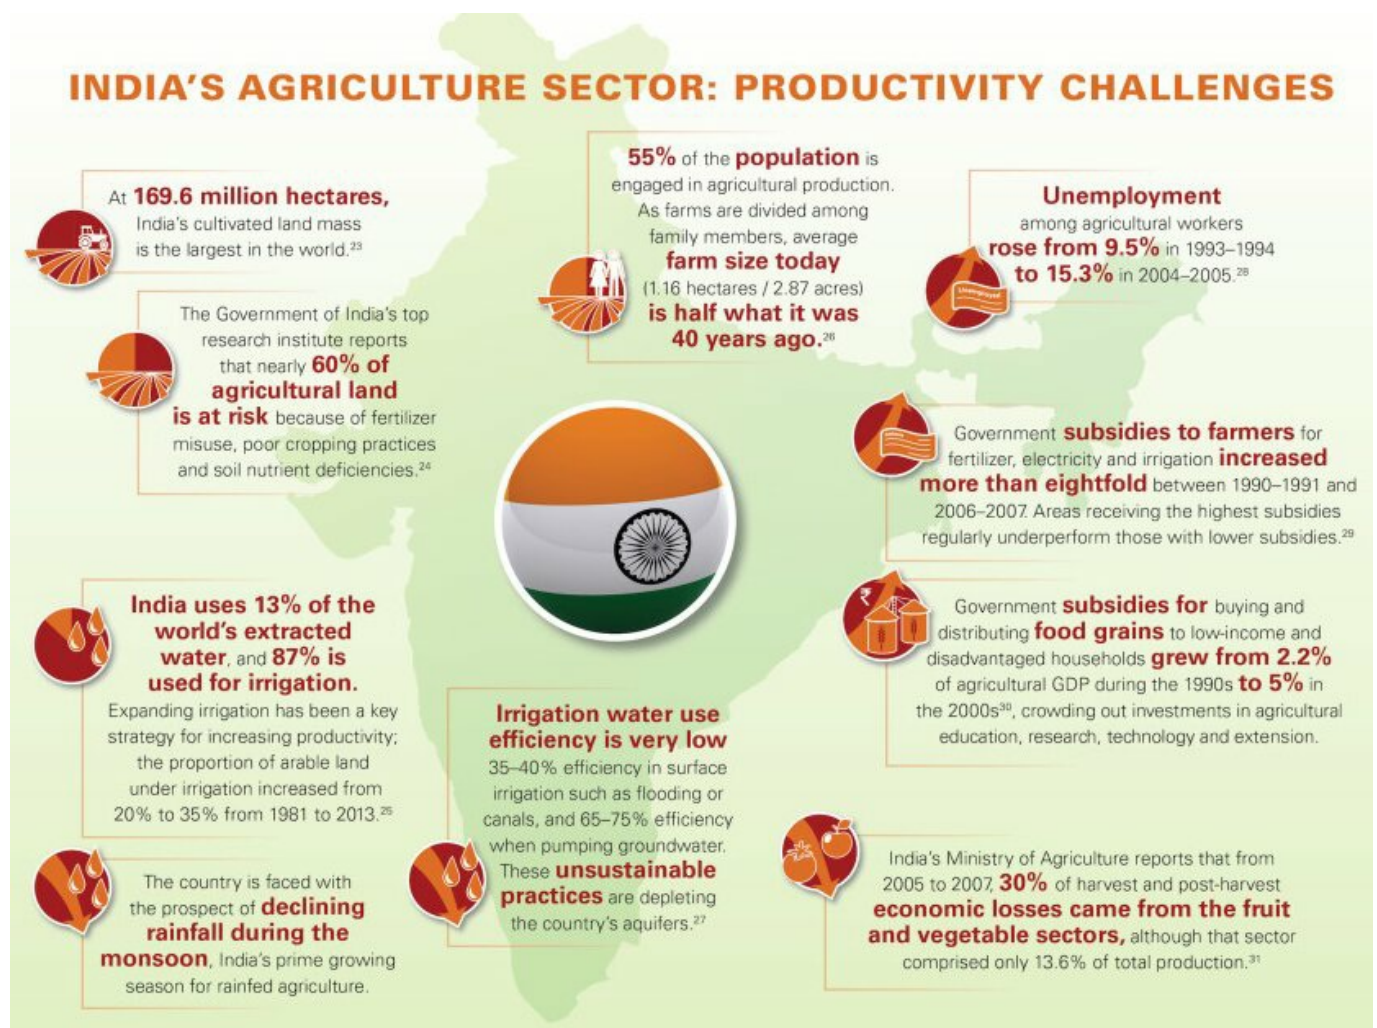 INDIA'S AGRICULTURE SECTOR: PRODUCTIVITY CHALLENGES
At 169.6 million hectares,
India's cultivated land mass
is the largest in the world.23
The Government of India's top
research institute reports
that nearly 60% of
agricultural land
is at risk because of fertilizer
misuse, poor cropping practices
and soil nutrient deficiencies.24
India uses 13% of the
world's extracted
water, and 87% is
used for irrigation.
Expanding irrigation has been a key
strategy for increasing productivity;
the proportion of arable land
under irrigation increased from
20% to 35% from 1981 to 2013.25
The country is faced with
the prospect of declining
rainfall during the
monsoon, India's prime growing
season for rainfed agriculture.
55% of the population is
engaged in agricultural production.
As farms are divided among
family members, average
farm size today
(1.16 hectares / 2.87 acres)
is half what it was
40 years ago.26
Irrigation water use
efficiency is very low
35–40% efficiency in surface
irrigation such as flooding or
canals, and 65–75% efficiency
when pumping groundwater.
These unsustainable
practices are depleting
the country's aquifers.27
Unemployment
among agricultural workers
rose from 9.5% in 1993–1994
to 15.3% in 2004–2005.28
Unemployed
Government subsidies to farmers for
fertilizer, electricity and irrigation increased
more than eightfold between 1990–1991 and
2006–2007. Areas receiving the highest subsidies
regularly underperform those with lower subsidies.29
₹
Government subsidies for buying and
distributing food grains to low-income and
disadvantaged households grew from 2.2%
of agricultural GDP during the 1990s to 5% in
the 2000s30, crowding out investments in agricultural
education, research, technology and extension.
India's Ministry of Agriculture reports that from
2005 to 2007, 30% of harvest and post-harvest
economic losses came from the fruit
and vegetable sectors, although that sector
comprised only 13.6% of total production.31